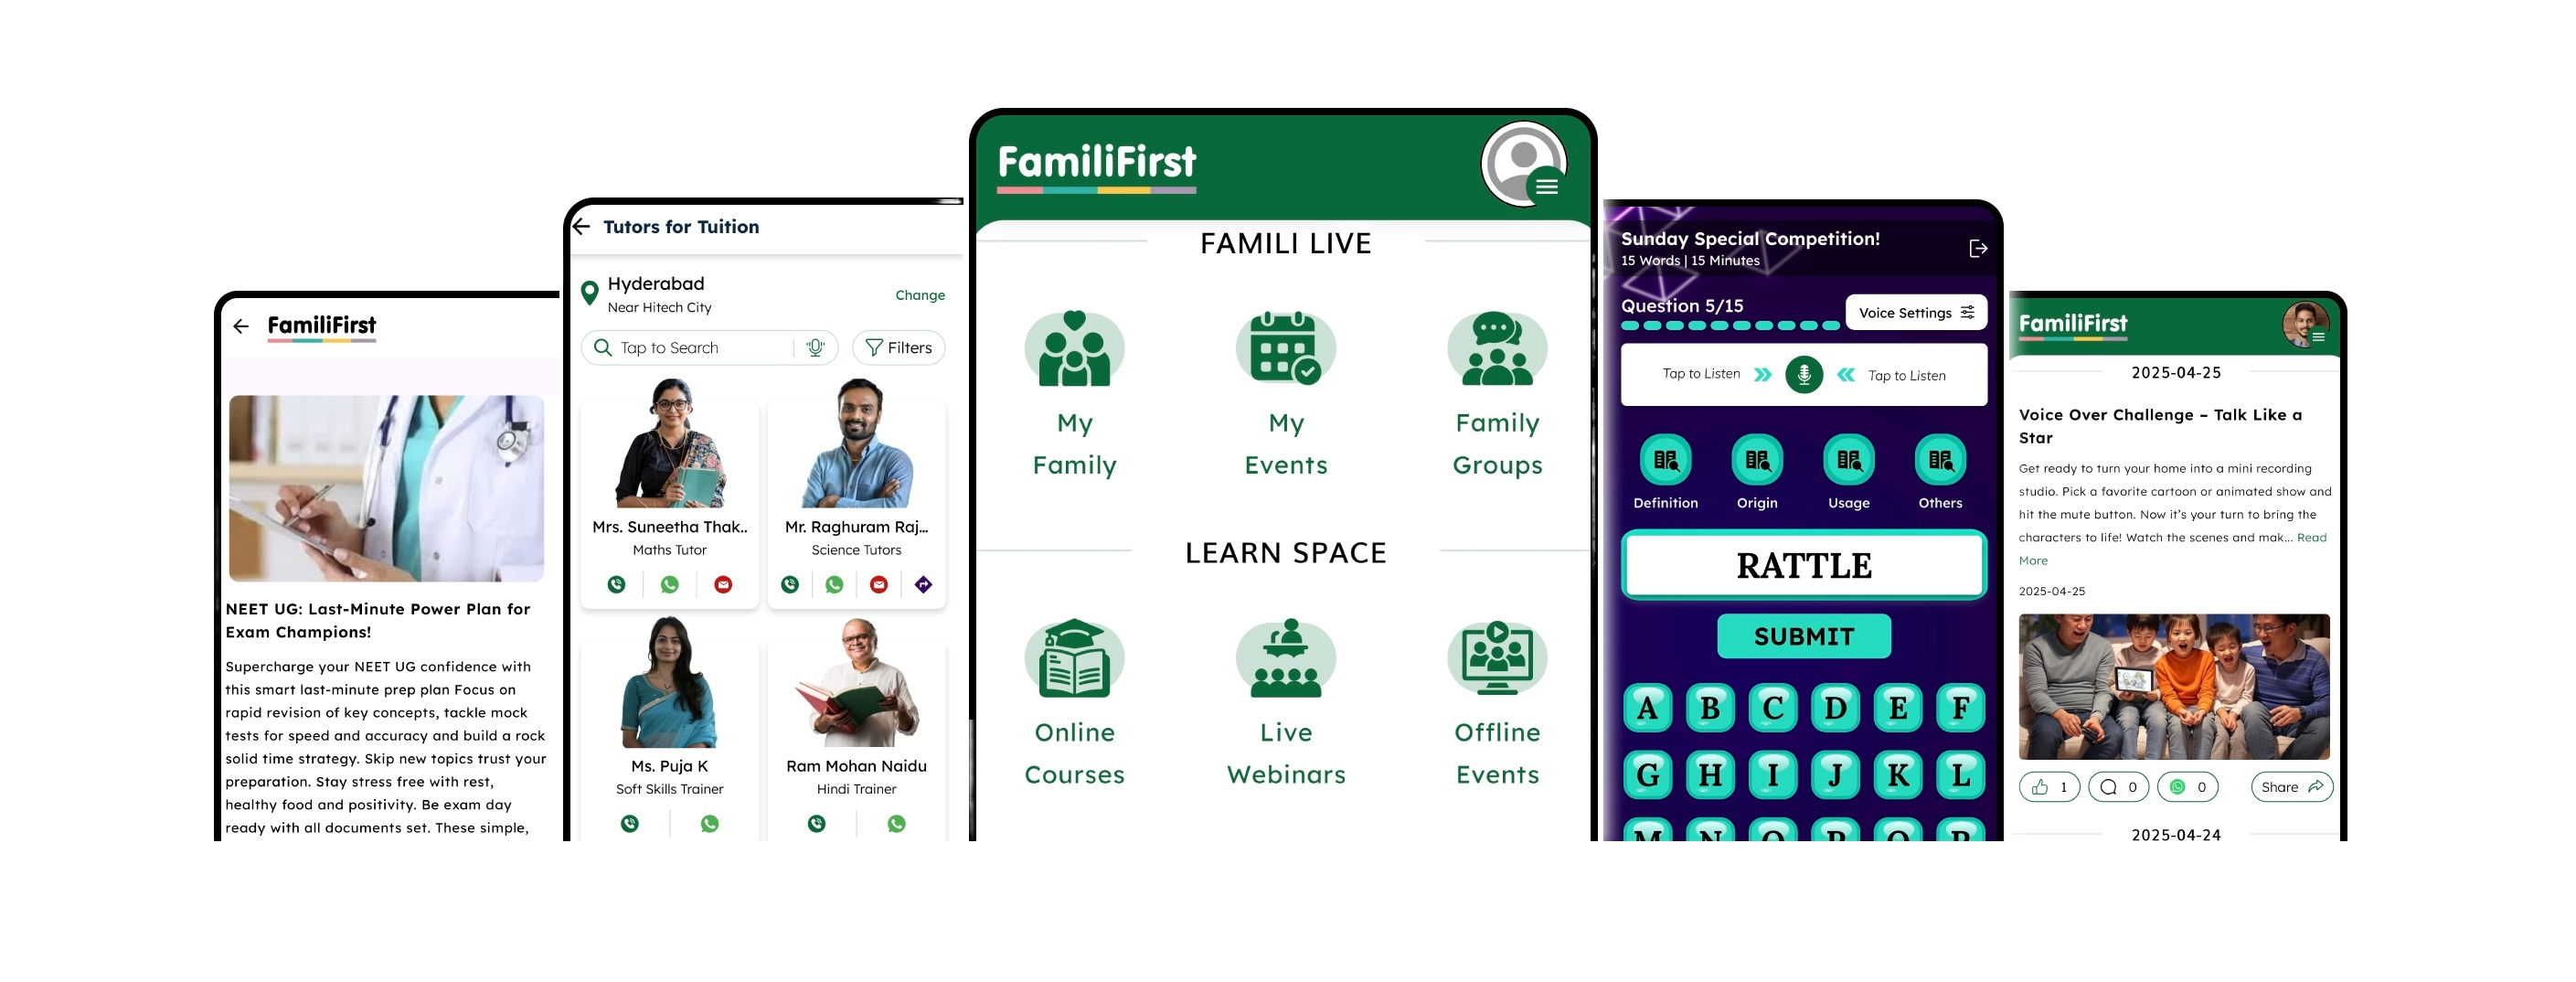 FamiliFirst
NEET UG: Last-Minute Power Plan for
Exam Champions!
Supercharge your NEET UG confidence with
this smart last-minute prep plan Focus on
rapid revision of key concepts, tackle mock
tests for speed and accuracy and build a rock
solid time strategy. Skip new topics trust your
preparation. Stay stress free with rest,
healthy food and positivity. Be exam day
ready with all documents set. These simple,
Tutors for Tuition
Hyderabad
Near Hitech City
Change
Tap to Search
Filters
Mrs. Suneetha Thak..
Maths Tutor
Mr. Raghuram Raj...
Science Tutors
Ms. Puja K
Soft Skills Trainer
Ram Mohan Naidu
Hindi Trainer
FamiliFirst
FAMILI LIVE
My
Family
My
Events
Family
Groups
LEARN SPACE
Online
Courses
Live
Webinars
Offline
Events
Sunday Special Competition!
15 Words | 15 Minutes
Question 5/15
Voice Settings
Tap to Listen
Tap to Listen
Definition
Origin
Usage
Others
RATTLE
SUBMIT
A B C D E F
G H I J K L
M N O P Q R
FamiliFirst
2025-04-25
Voice Over Challenge – Talk Like a
Star
Get ready to turn your home into a mini recording
studio. Pick a favorite cartoon or animated show and
hit the mute button. Now it's your turn to bring the
characters to life! Watch the scenes and mak... Read
More
2025-04-25
1
0
0
Share
2025-04-24